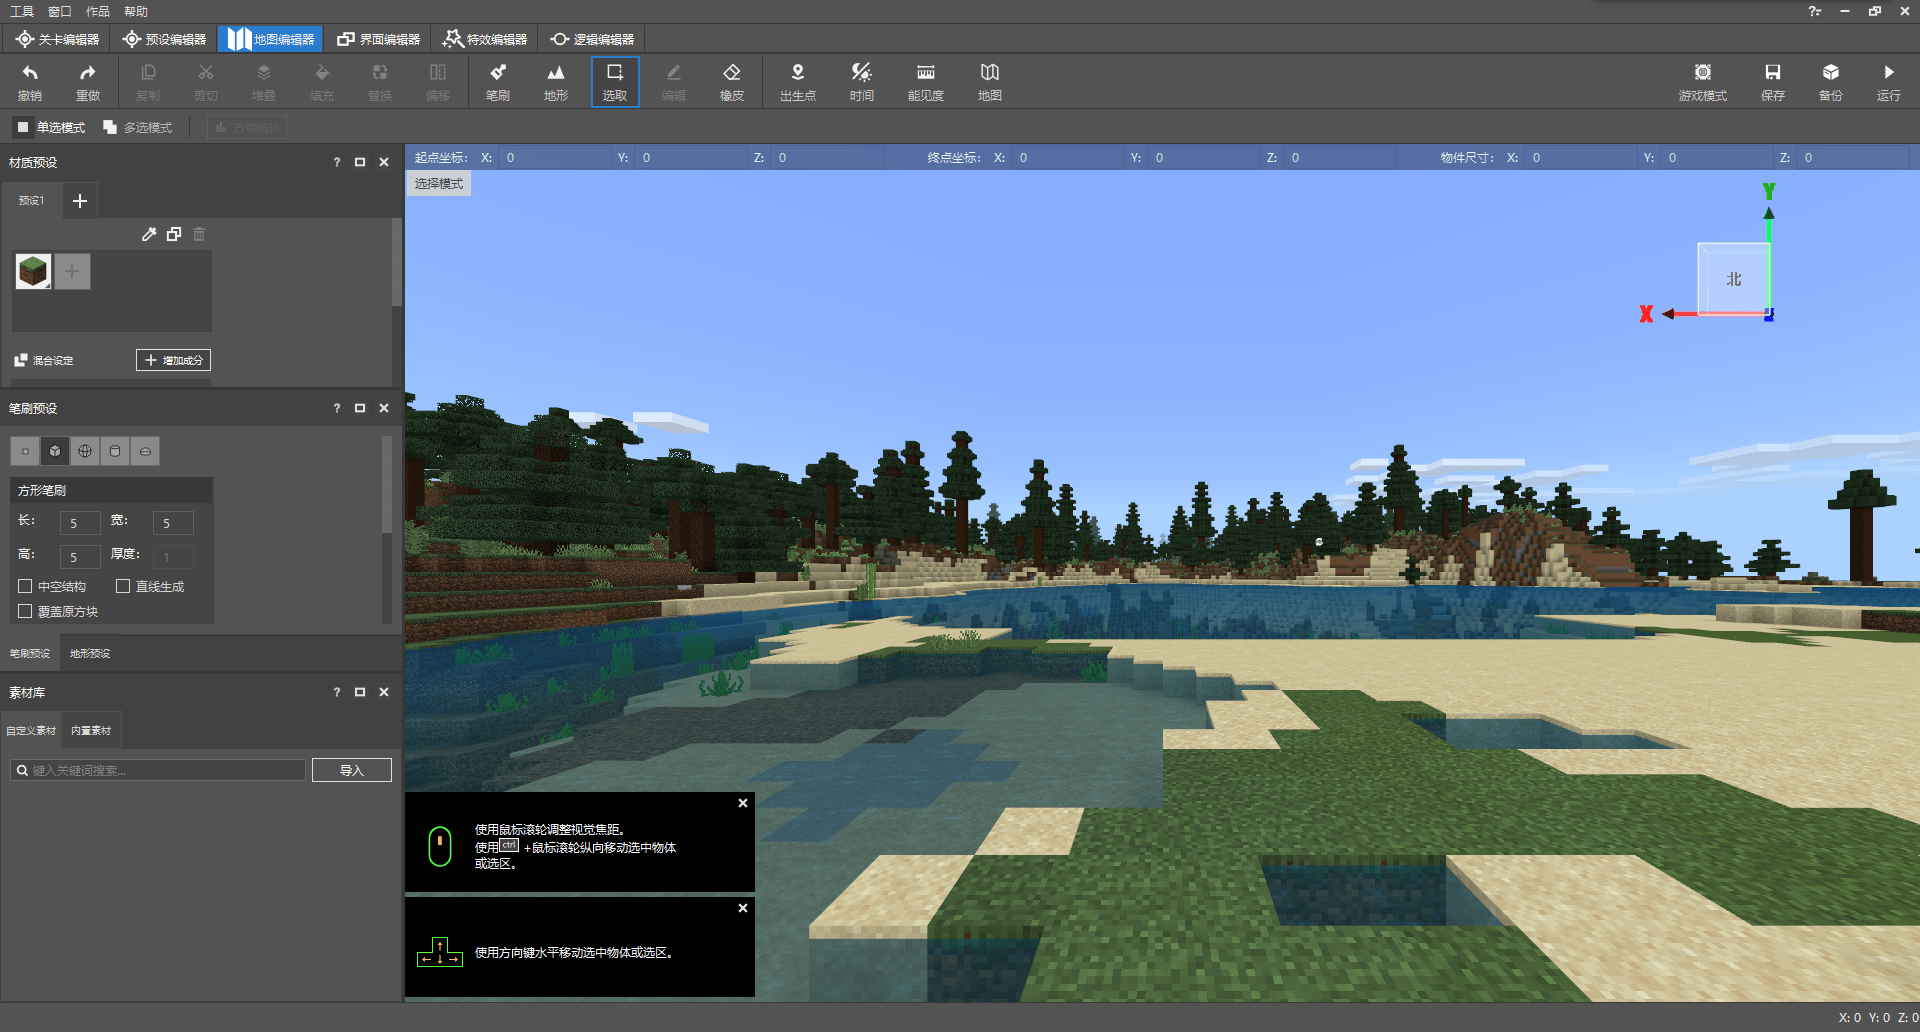 工具 窗口 作品 帮助
关卡编辑器 预设编辑器 地图编辑器 界面编辑器 特效编辑器 逻辑编辑器
撤销 重做 复制 剪切 堆叠 填充 替换 偏移 笔刷 地形 选取 编辑 橡皮 出生点 时间 能见度 地图 游戏模式 保存 备份 运行
单选模式 多选模式 方块统计
材质预设 ?
起点坐标: X: 0 Y: 0 Z: 0 终点坐标: X: 0 Y: 0 Z: 0 物件尺寸: X: 0 Y: 0 Z: 0
选择模式
预设1 +
Y
北
X
Z
混合设定 + 增加成分
笔刷预设 ?
方形笔刷
长: 5 宽: 5
高: 5 厚度: 1
中空结构 直线生成
覆盖原方块
笔刷预设 地形预设
素材库 ?
自定义素材 内置素材
键入关键词搜索... 导入
使用鼠标滚轮调整视觉焦距。
使用ctrl +鼠标滚轮纵向移动选中物体
或选区。
使用方向键水平移动选中物体或选区。
X: 0 Y: 0 Z: 0